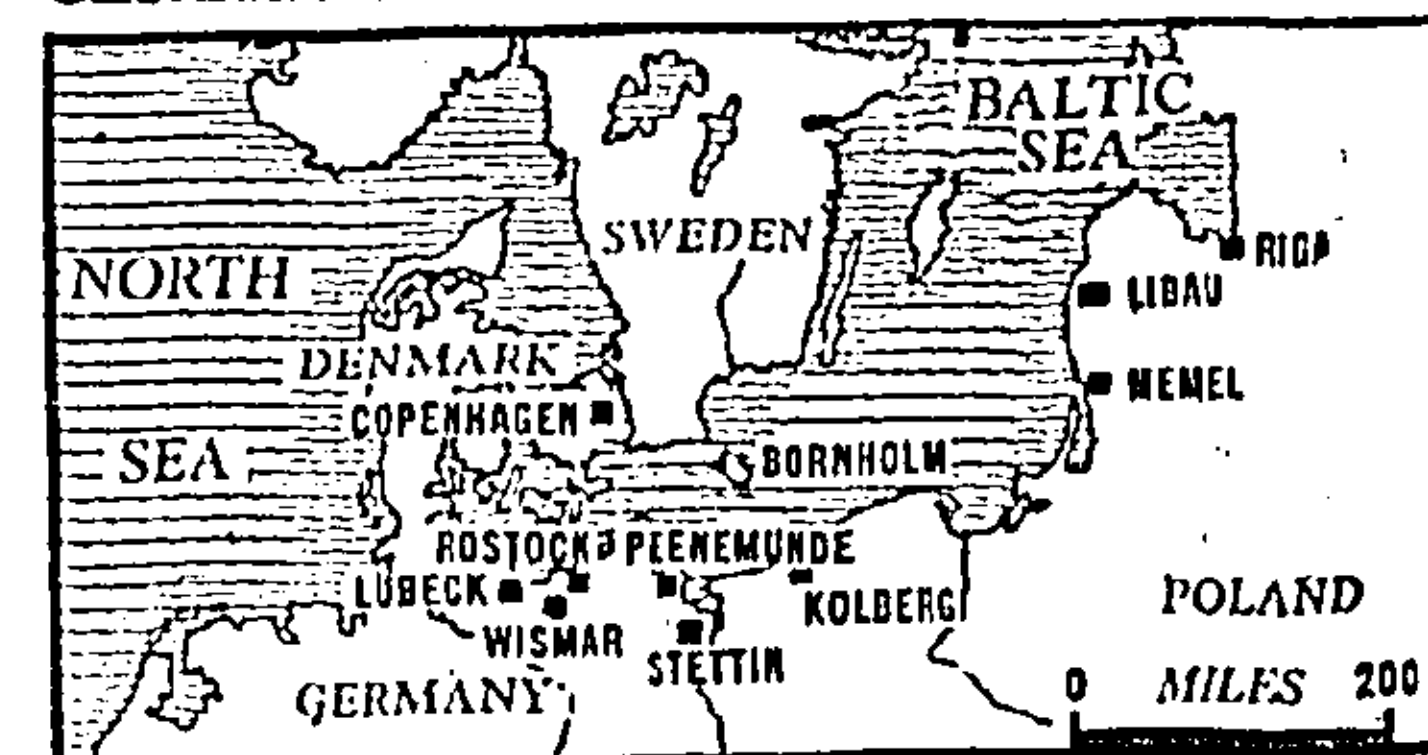 BALTIC
SEA
SWEDEN
RIGA
NORTH
LIBAU
DENMARK
MEMEL
COPENHAGEN
SEA
BORNHOLM
ROSTOCK PEENEMUNDE
LUBECK
KOLBERG
POLAND
WISMAR
STETTIN
GERMANY
0 MILES 200